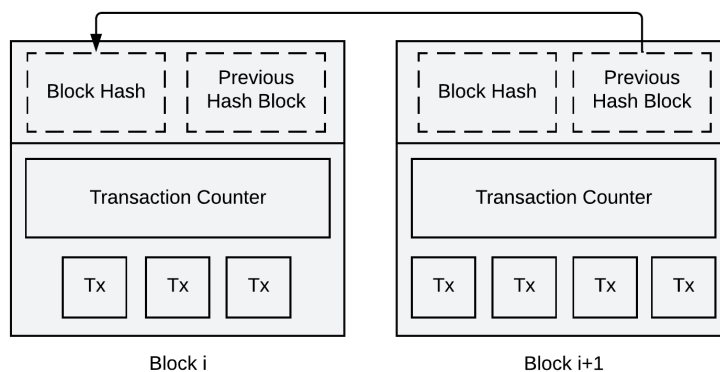 Block Hash
Previous
Hash Block
Block Hash
Previous
Hash Block
Transaction Counter
Transaction Counter
Tx
Tx
Tx
Tx
Tx
Tx
Tx
Block i
Block i+1